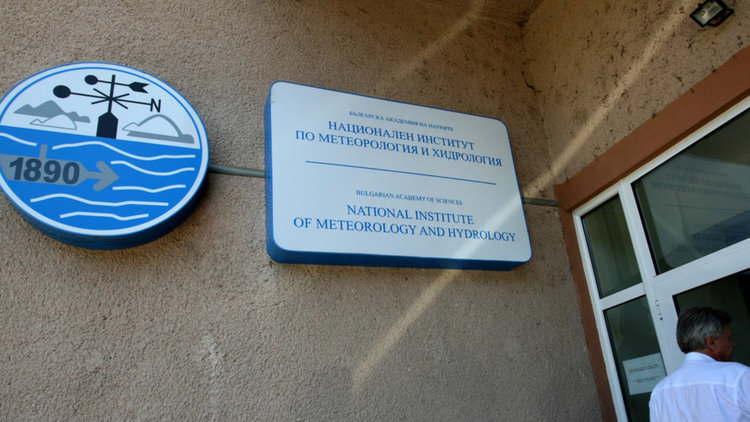 N
1890
БЪЛГАРСКА АКАДЕМИЯ НА НАУКИТЕ
НАЦИОНАЛЕН ИНСТИТУТ
ПО МЕТЕОРОЛОГИЯ И ХИДРОЛОГИЯ
BULGARIAN ACADEMY OF SCIENCES
NATIONAL INSTITUTE
OF METEOROLOGY AND HYDROLOGY